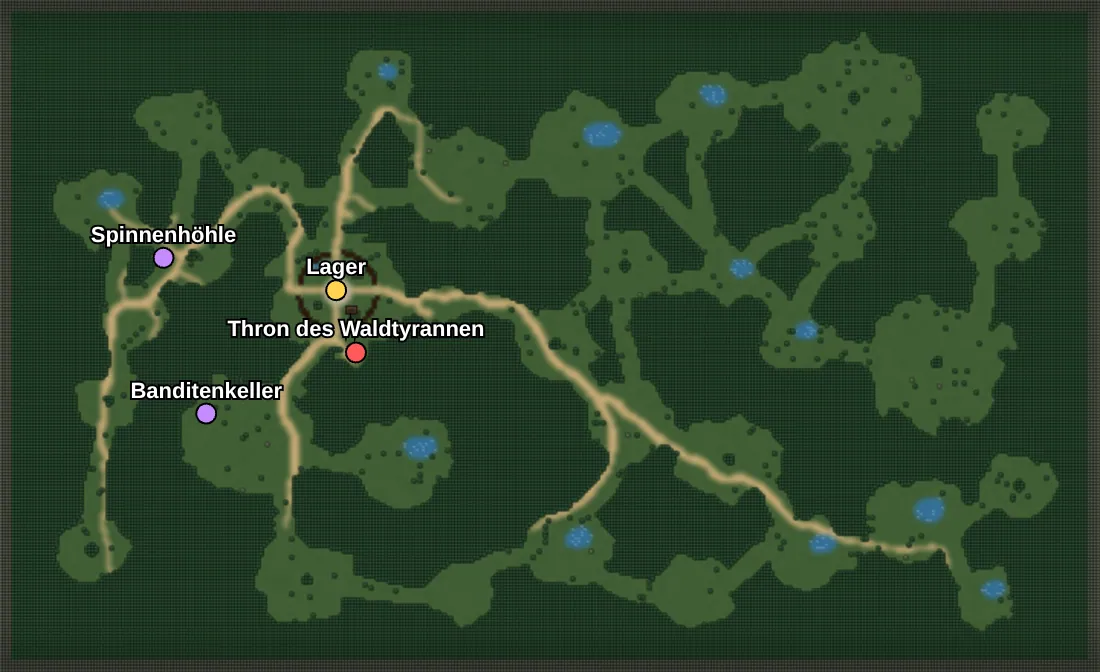 Spinnenhöhle
Lager
Thron des Waldtyrannen
Banditenkeller